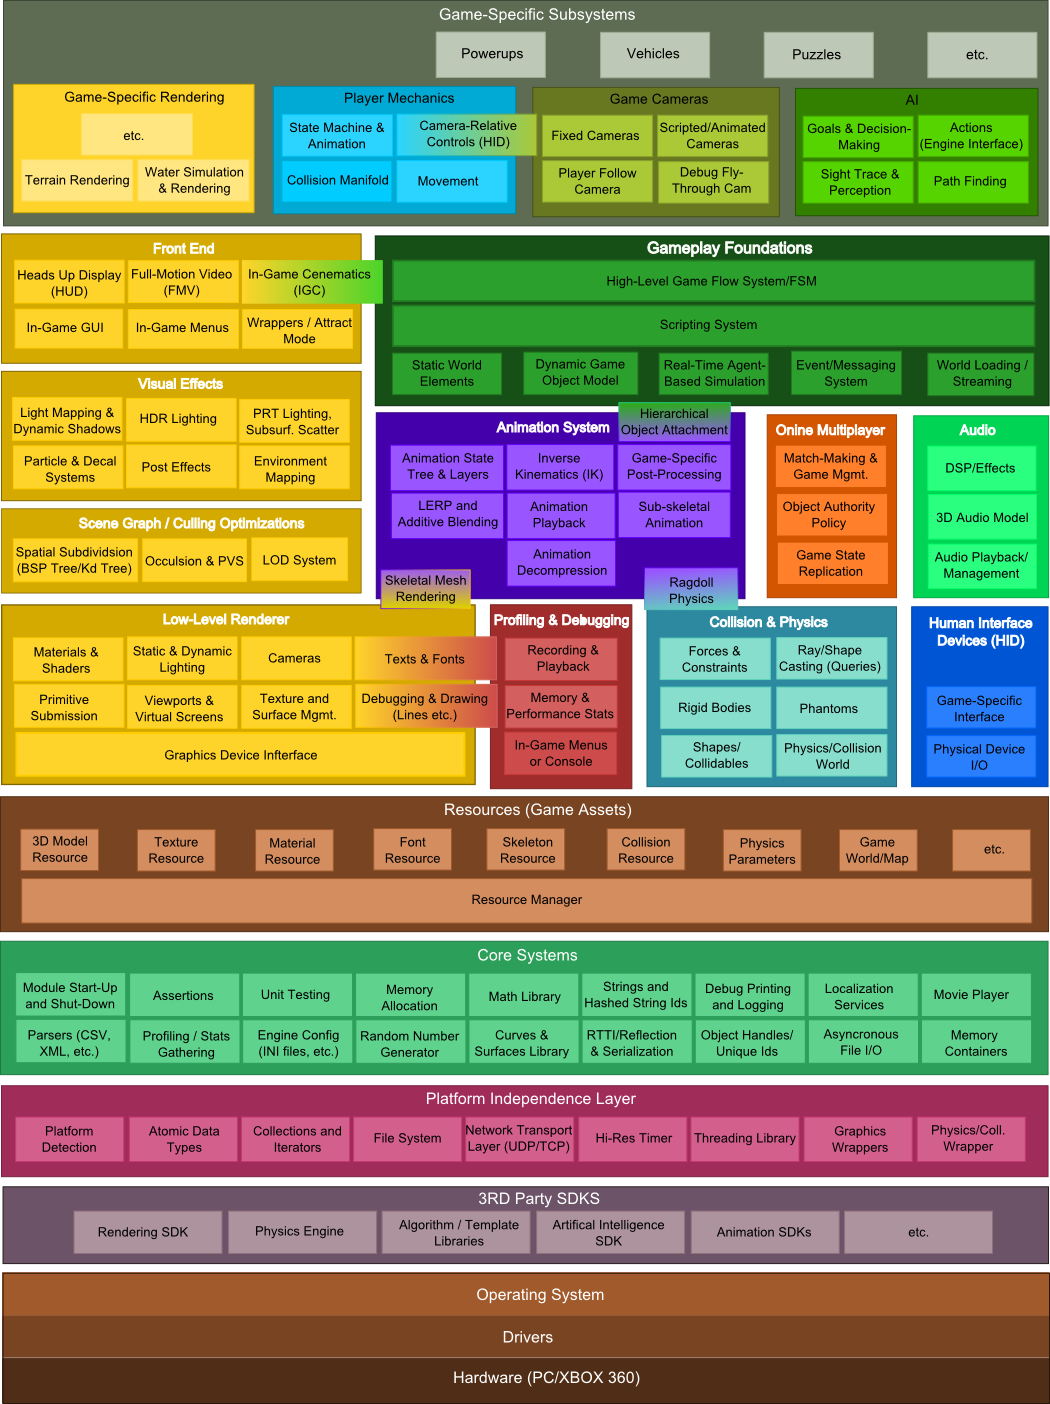 Game-Specific Subsystems
Powerups
Vehicles
Puzzles
etc.
Game-Specific Rendering
etc.
Terrain Rendering
Water Simulation
& Rendering
Player Mechanics
State Machine &
Animation
Camera-Relative
Controls (HID)
Collision Manifold
Movement
Game Cameras
Fixed Cameras
Scripted/Animated
Cameras
Player Follow
Camera
Debug Fly-
Through Cam
AI
Goals & Decision-
Making
Actions
(Engine Interface)
Sight Trace &
Perception
Path Finding
Front End
Heads Up Display
(HUD)
Full-Motion Video
(FMV)
In-Game Cenematics
(IGC)
In-Game GUI
In-Game Menus
Wrappers / Attract
Mode
Gameplay Foundations
High-Level Game Flow System/FSM
Scripting System
Static World
Elements
Dynamic Game
Object Model
Real-Time Agent-
Based Simulation
Event/Messaging
System
World Loading /
Streaming
Visual Effects
Light Mapping &
Dynamic Shadows
HDR Lighting
PRT Lighting,
Subsurf. Scatter
Particle & Decal
Systems
Post Effects
Environment
Mapping
Scene Graph / Culling Optimizations
Spatial Subdividsion
(BSP Tree/Kd Tree)
Occulsion & PVS
LOD System
Animation System
Hierarchical
Object Attachment
Animation State
Tree & Layers
Inverse
Kinematics (IK)
Game-Specific
Post-Processing
LERP and
Additive Blending
Animation
Playback
Sub-skeletal
Animation
Animation
Decompression
Skeletal Mesh
Rendering
Ragdoll
Physics
Onine Multiplayer
Match-Making &
Game Mgmt.
Object Authority
Policy
Game State
Replication
Audio
DSP/Effects
3D Audio Model
Audio Playback/
Management
Low-Level Renderer
Materials &
Shaders
Static & Dynamic
Lighting
Cameras
Texts & Fonts
Primitive
Submission
Viewports &
Virtual Screens
Texture and
Surface Mgmt.
Debugging & Drawing
(Lines etc.)
Graphics Device Infterface
Profiling & Debugging
Recording &
Playback
Memory &
Performance Stats
In-Game Menus
or Console
Collision & Physics
Forces &
Constraints
Ray/Shape
Casting (Queries)
Rigid Bodies
Phantoms
Shapes/
Collidables
Physics/Collision
World
Human Interface
Devices (HID)
Game-Specific
Interface
Physical Device
I/O
Resources (Game Assets)
3D Model
Resource
Texture
Resource
Material
Resource
Font
Resource
Skeleton
Resource
Collision
Resource
Physics
Parameters
Game
World/Map
etc.
Resource Manager
Core Systems
Module Start-Up
and Shut-Down
Assertions
Unit Testing
Memory
Allocation
Math Library
Strings and
Hashed String Ids
Debug Printing
and Logging
Localization
Services
Movie Player
Parsers (CSV,
XML, etc.)
Profiling / Stats
Gathering
Engine Config
(INI files, etc.)
Random Number
Generator
Curves &
Surfaces Library
RTTI/Reflection
& Serialization
Object Handles/
Unique Ids
Asyncronous
File I/O
Memory
Containers
Platform Independence Layer
Platform
Detection
Atomic Data
Types
Collections and
Iterators
File System
Network Transport
Layer (UDP/TCP)
Hi-Res Timer
Threading Library
Graphics
Wrappers
Physics/Coll.
Wrapper
3RD Party SDKS
Rendering SDK
Physics Engine
Algorithm / Template
Libraries
Artifical Intelligence
SDK
Animation SDKs
etc.
Operating System
Drivers
Hardware (PC/XBOX 360)